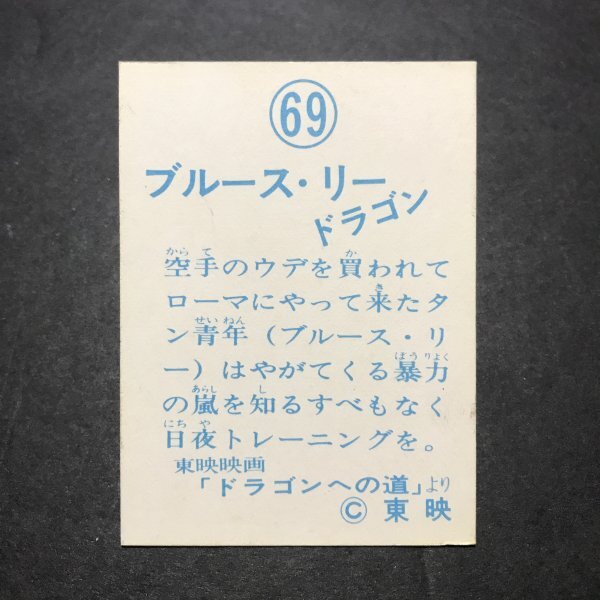 69
ブルース・リー
ドラゴン
空手のウデを買われて
ローマにやって来たタ
ン青年(ブルース・リ
ー)はやがてくる暴力
の嵐を知るすべもなく
日夜トレーニングを。
東映映画
「ドラゴンへの道」より
© 東映